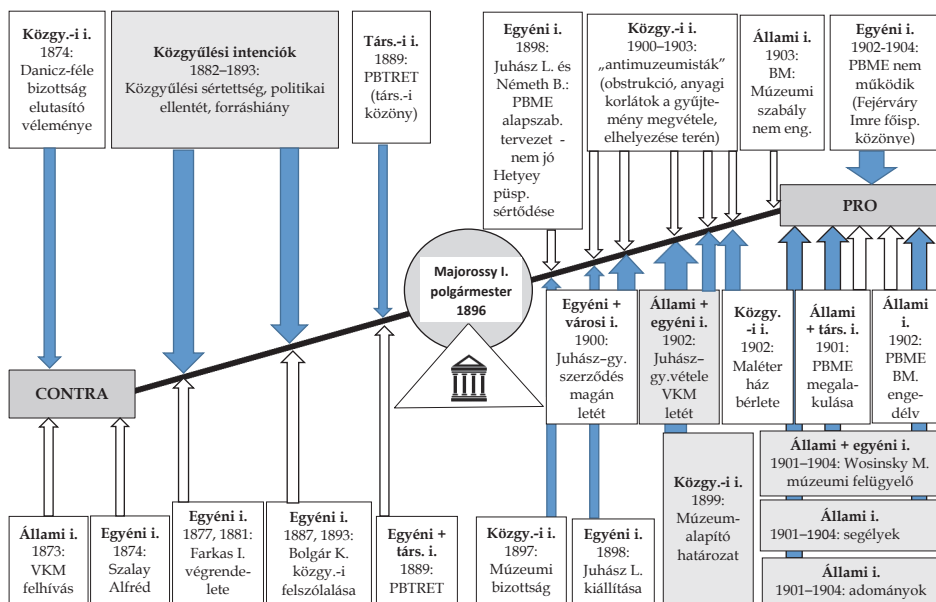 Közgy.-i i.
1874:
Danicz-féle
bizottság
elutasító
véleménye
Közgyűlési intenciók
1882–1893:
Közgyűlési sértettség, politikai
ellentét, forráshiány
Társ.-i i.
1889:
PBTRET
(társ.-i
közöny)
Egyéni i.
1898:
Juhász L. és
Németh B.:
PBME
alapszab.
tervezet -
nem jó
Hetyey
püsp.
sértődése
Közgy.-i i.
1900–1903:
„antimuzeumisták”
(obstrukció, anyagi
korlátok a gyűjte-
mény megvétele,
elhelyezése terén)
Állami i.
1903:
BM:
Múzeumi
szabály
nem eng.
Egyéni i.
1902-1904:
PBME nem
működik
(Fejérváry
Imre főisp.
közönye)
PRO
Majorossy I.
polgármester
1896
CONTRA
Egyéni +
városi i.
1900:
Juhász–gy.
szerződés
magán
letét
Állami +
egyéni i.
1902:
Juhász–
gy.vétele
VKM
letét
Közgy.
-i i.
1902:
Maléter
ház
bérlete
Állami
+ társ. i.
1901:
PBME
megala-
kulása
Állami
i.
1902:
PBME
BM.
enge-
délv
Állami i.
1873:
VKM
felhívás
Egyéni i.
1874:
Szalay
Alfréd
Egyéni i.
1877, 1881:
Farkas I.
végrende-
lete
Egyéni i.
1887, 1893:
Bolgár K.
közgy.-i
felszólalása
Egyéni +
társ. i.
1889:
PBTRET
Közgy.-i i.
1897:
Múzeumi
bizottság
Egyéni i.
1898:
Juhász L.
kiállítása
Közgy.-i i.
1899:
Múzeum-
alapító
határozat
Állami + egyéni i.
1901–1904: Wosinsky M.
múzeumi felügyelő
Állami i.
1901–1904: segélyek
Állami i.
1901–1904: adományok